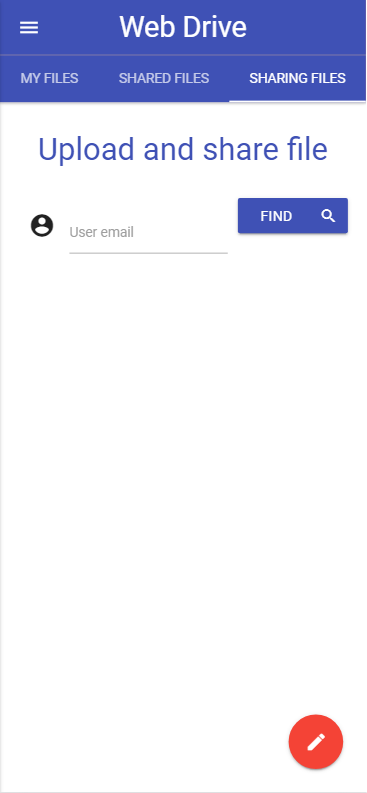 Web Drive
MY FILES SHARED FILES SHARING FILES
Upload and share file
User email
FIND